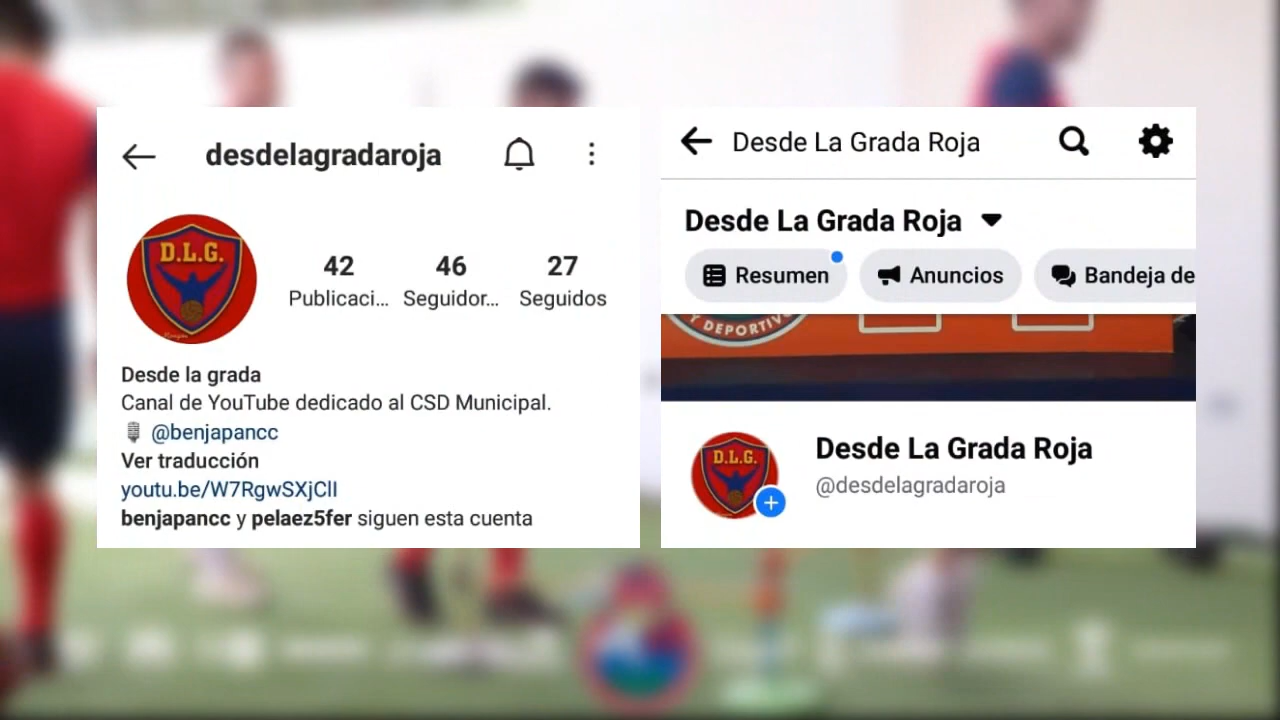 desdelagradaroja
D.L.G.
42
46
27
Publicaci...
Seguidor...
Seguidos
Desde la grada
Canal de YouTube dedicado al CSD Municipal.
@benjapancc
Ver traducción
youtu.be/W7RgwSXjClI
benjapancc y pelaez5fer siguen esta cuenta
Desde La Grada Roja
Desde La Grada Roja
Resumen
Anuncios
Bandeja de
Y DEPORTIVO
D.L.G.
Desde La Grada Roja
@desdelagradaroja